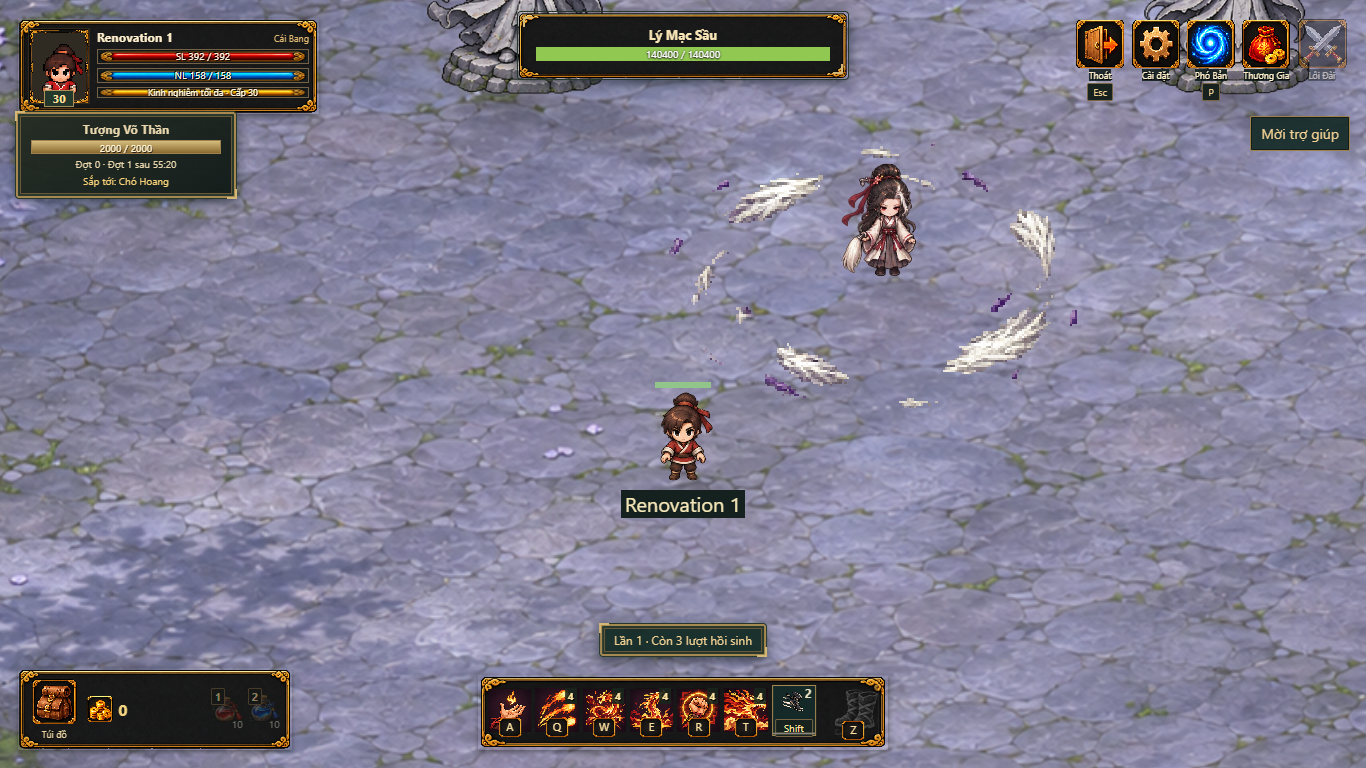 Renovation 1
Cái Bang
SL 392 / 392
NL 158 / 158
Kinh nghiệm tối đa · Cấp 30
30
Tượng Võ Thần
2000 / 2000
Đợt 0 · Đợt 1 sau 55:20
Sắp tới: Chó Hoang
Lý Mạc Sầu
140400 / 140400
Thoát
Cài đặt
Phó Bản
Thương Gia
Lôi Đài
Esc
P
Mời trợ giúp
Renovation 1
Lần 1 · Còn 3 lượt hồi sinh
Túi đồ
0
1
10
2
10
A
4
Q
4
W
4
E
4
R
4
T
2
Shift
Z